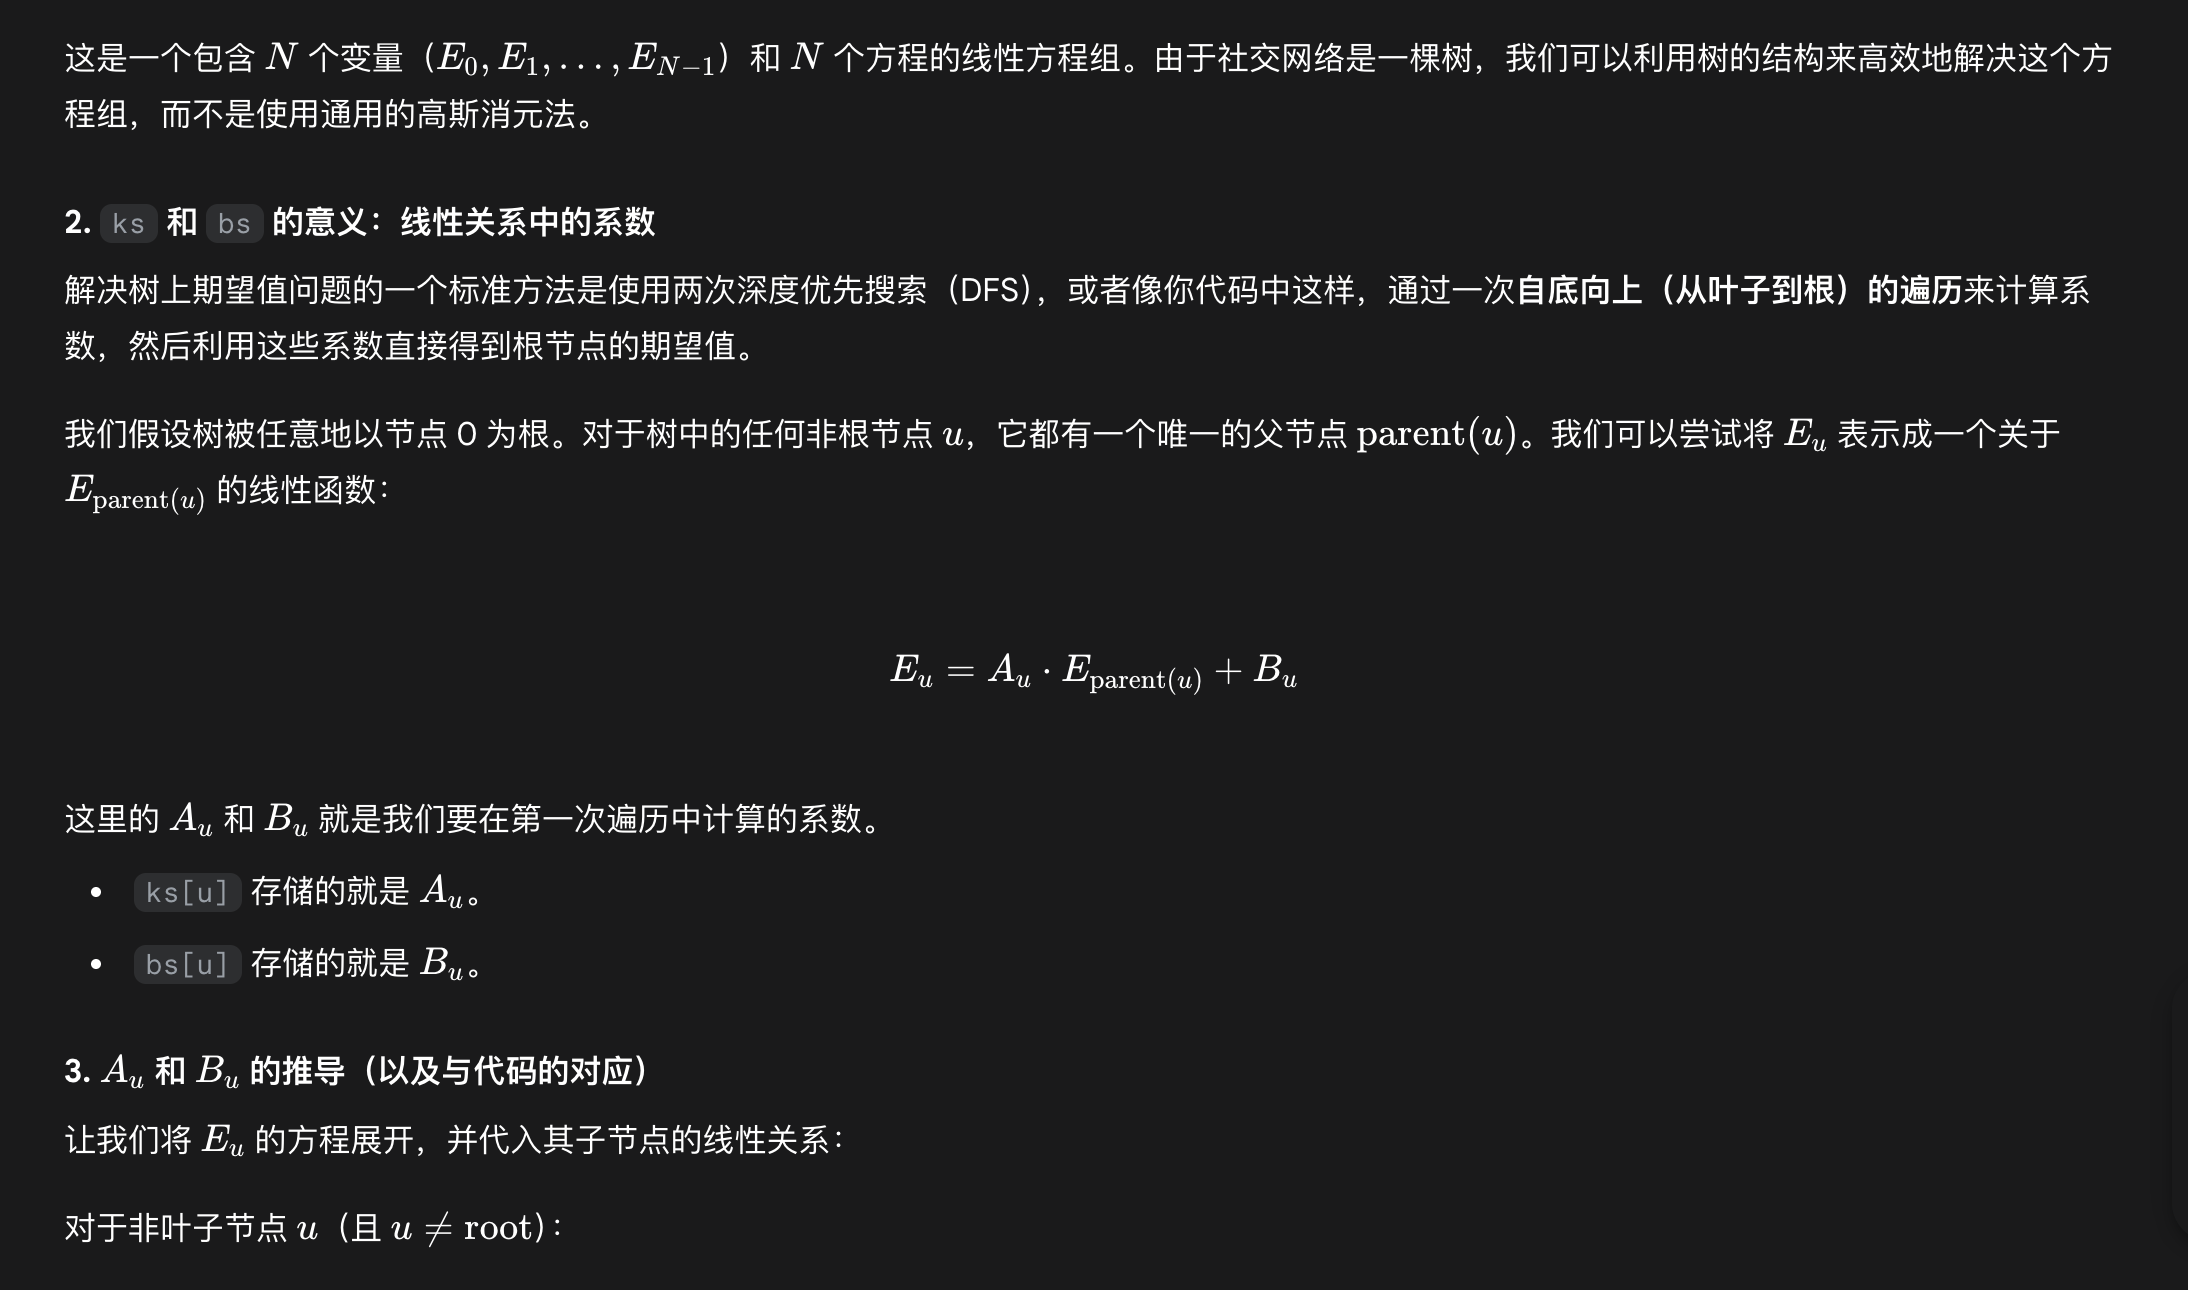 这是一个包含 N 个变量（E₀, E₁, . . . , E_{N−1}）和 N 个方程的线性方程组。由于社交网络是一棵树，我们可以利用树的结构来高效地解决这个方
程组，而不是使用通用的高斯消元法。
2. ks 和 bs 的意义：线性关系中的系数
解决树上期望值问题的一个标准方法是使用两次深度优先搜索（DFS），或者像你代码中这样，通过一次自底向上（从叶子到根）的遍历来计算系
数，然后利用这些系数直接得到根节点的期望值。
我们假设树被任意地以节点 0 为根。对于树中的任何非根节点 u，它都有一个唯一的父节点 parent(u)。我们可以尝试将 E_u 表示成一个关于
E_{parent(u)} 的线性函数：
E_u = A_u · E_{parent(u)} + B_u
这里的 A_u 和 B_u 就是我们要在第一次遍历中计算的系数。
• ks[u] 存储的就是 A_u。
• bs[u] 存储的就是 B_u。
3. A_u 和 B_u 的推导（以及与代码的对应）
让我们将 E_u 的方程展开，并代入其子节点的线性关系：
对于非叶子节点 u（且 u ≠ root）：